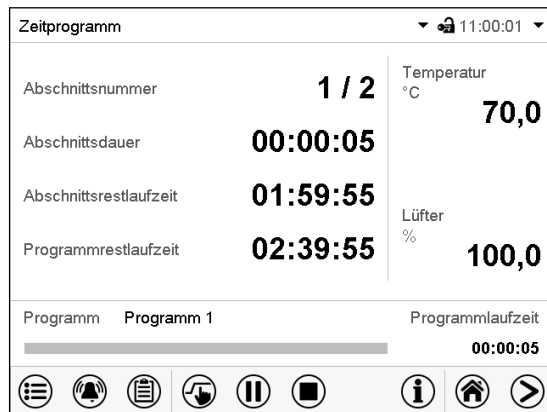 Zeitprogramm 11:00:01
Abschnittsnummer 1 / 2
Abschnittsdauer 00:00:05
Abschnittsrestlaufzeit 01:59:55
Programmrestlaufzeit 02:39:55
Temperatur
°C
70,0
Lüfter
%
100,0
Programm Programm 1 Programmlaufzeit
00:00:05